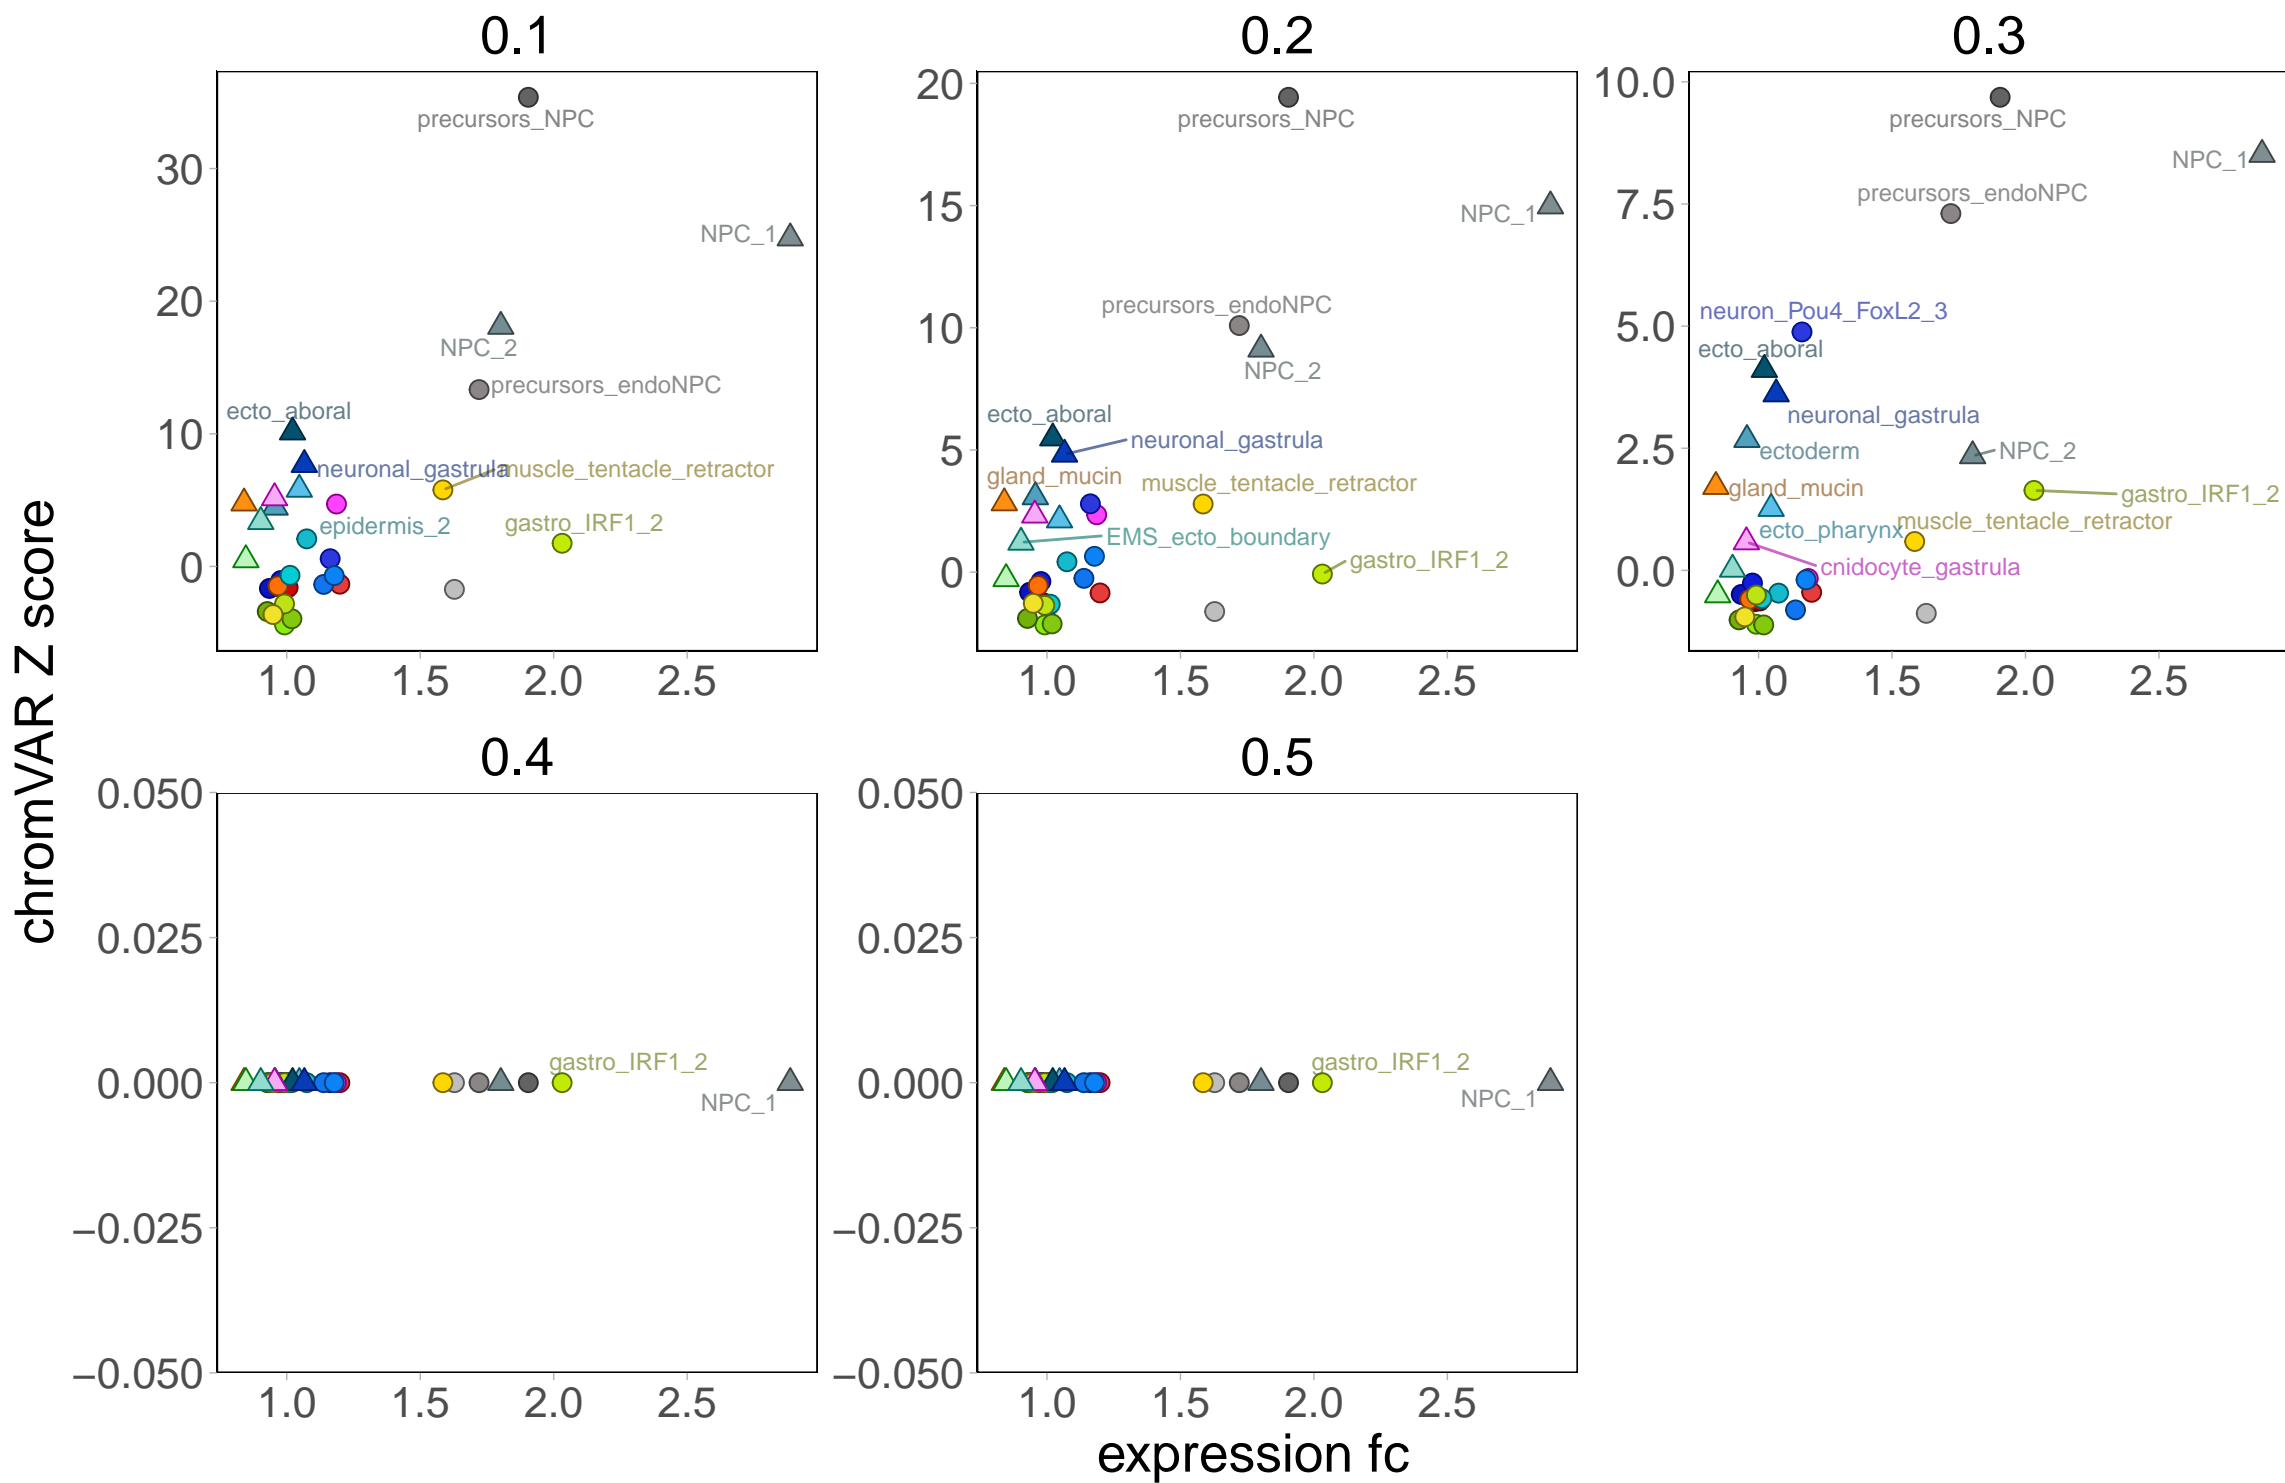 0.1
0.2
0.3
30
20
10
0
precursors_NPC
NPC_1
NPC_2
precursors_endoNPC
ecto_aboral
neuronal_gastrula
muscle_tentacle_retractor
epidermis_2
gastro_IRF1_2
1.0
1.5
2.0
2.5
20
15
10
5
0
precursors_NPC
NPC_1
precursors_endoNPC
NPC_2
ecto_aboral
neuronal_gastrula
gland_mucin
muscle_tentacle_retractor
EMS_ecto_boundary
gastro_IRF1_2
1.0
1.5
2.0
2.5
10.0
7.5
5.0
2.5
0.0
precursors_NPC
NPC_1
precursors_endoNPC
neuron_Pou4_FoxL2_3
ecto_aboral
neuronal_gastrula
ectoderm
NPC_2
gland_mucin
gastro_IRF1_2
ecto_pharynx
muscle_tentacle_retractor
cnidocyte_gastrula
1.0
1.5
2.0
2.5
chromVAR Z score
0.4
0.5
0.050
0.025
0.000
−0.025
−0.050
gastro_IRF1_2
NPC_1
1.0
1.5
2.0
2.5
0.050
0.025
0.000
−0.025
−0.050
gastro_IRF1_2
NPC_1
1.0
1.5
2.0
2.5
expression fc